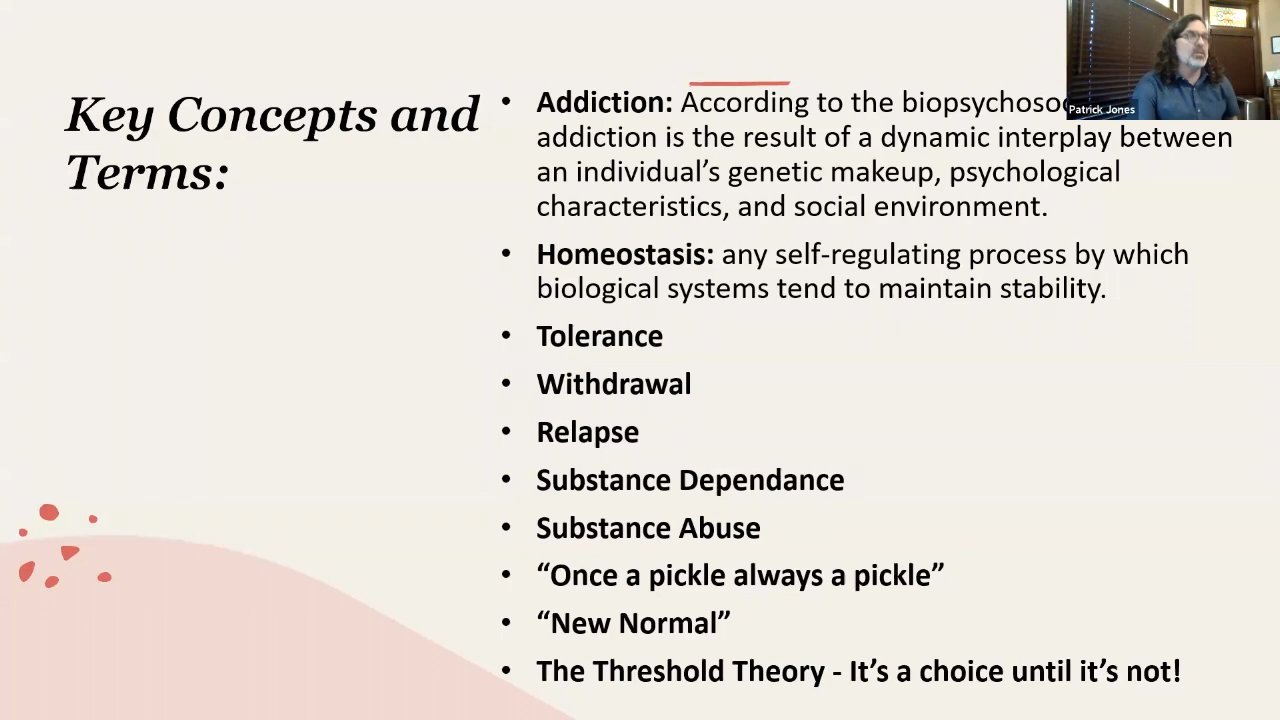 Key Concepts and
Terms:
• Addiction: According to the
addiction is the result of a dynamic interplay between
an individual’s genetic makeup, psychological
characteristics, and social environment.
• Homeostasis: any self-regulating process by which
biological systems tend to maintain stability.
• Tolerance
• Withdrawal
• Relapse
• Substance Dependance
• Substance Abuse
• “Once a pickle always a pickle”
• “New Normal”
• The Threshold Theory - It’s a choice until it’s not!
Patrick Jones